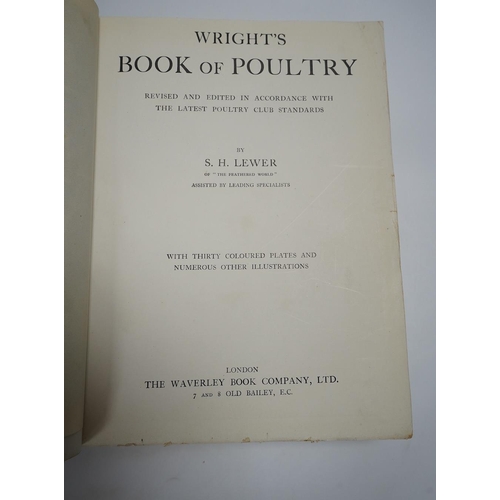 WRIGHT'S
BOOK OF POULTRY
REVISED AND EDITED IN ACCORDANCE WITH
THE LATEST POULTRY CLUB STANDARDS
BY
S. H. LEWER
OF "THE FEATHERED WORLD"
ASSISTED BY LEADING SPECIALISTS
WITH THIRTY COLOURED PLATES AND
NUMEROUS OTHER ILLUSTRATIONS
LONDON
THE WAVERLEY BOOK COMPANY, LTD.
7 AND 8 OLD BAILEY, E.C.